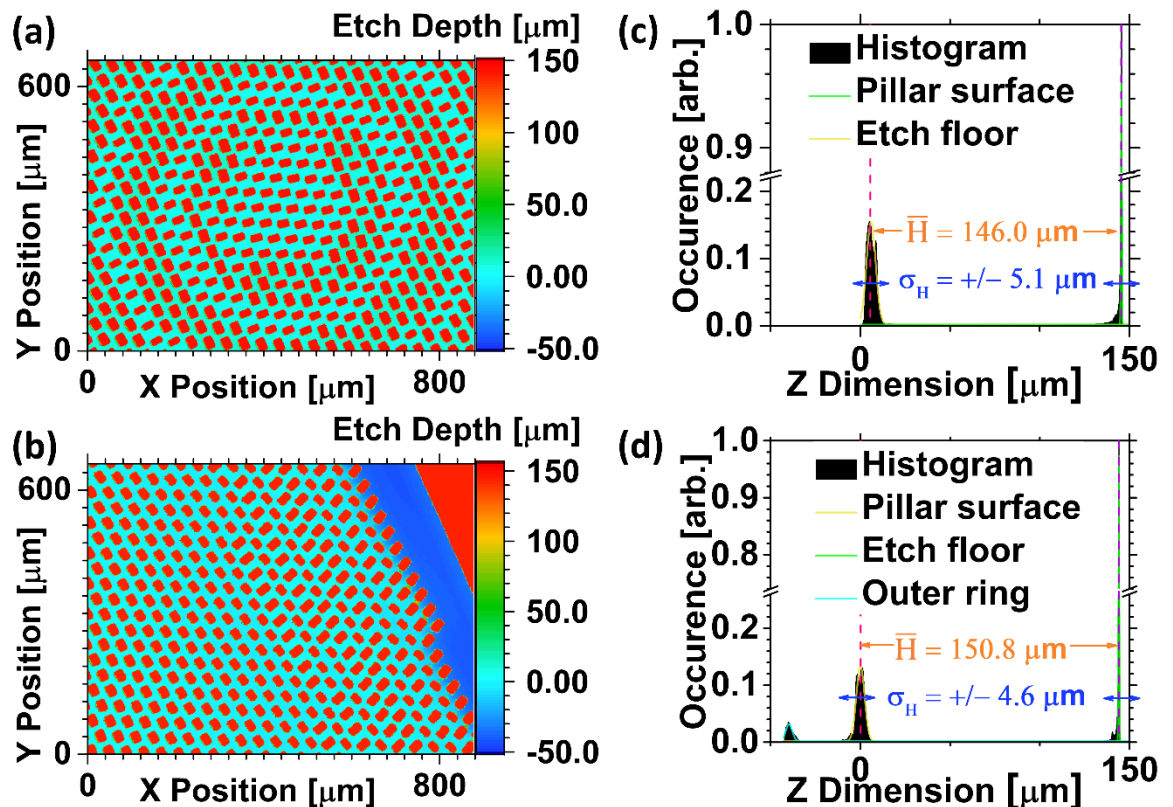 (a)
Etch Depth [μm]
150
100
50.0
0.00
-50.0
600
0
Y Position [μm]
0
800
X Position [μm]
(c)
Histogram
Pillar surface
Etch floor
1.0
0.9
0.2
0.1
0.0
Occurence [arb.]
H̅ = 146.0 μm
σH = +/− 5.1 μm
0
150
Z Dimension [μm]
(b)
Etch Depth [μm]
150
100
50.0
0.00
-50.0
600
0
Y Position [μm]
0
800
X Position [μm]
(d)
Histogram
Pillar surface
Etch floor
Outer ring
1.0
0.9
0.8
0.2
0.1
0.0
Occurence [arb.]
H̅ = 150.8 μm
σH = +/− 4.6 μm
0
150
Z Dimension [μm]